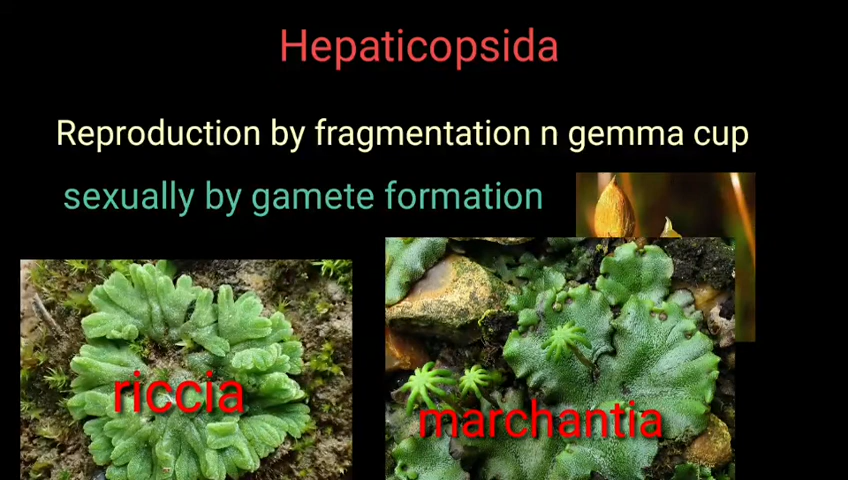 Hepaticopsida
Reproduction by fragmentation n gemma cup
sexually by gamete formation
riccia
marchantia